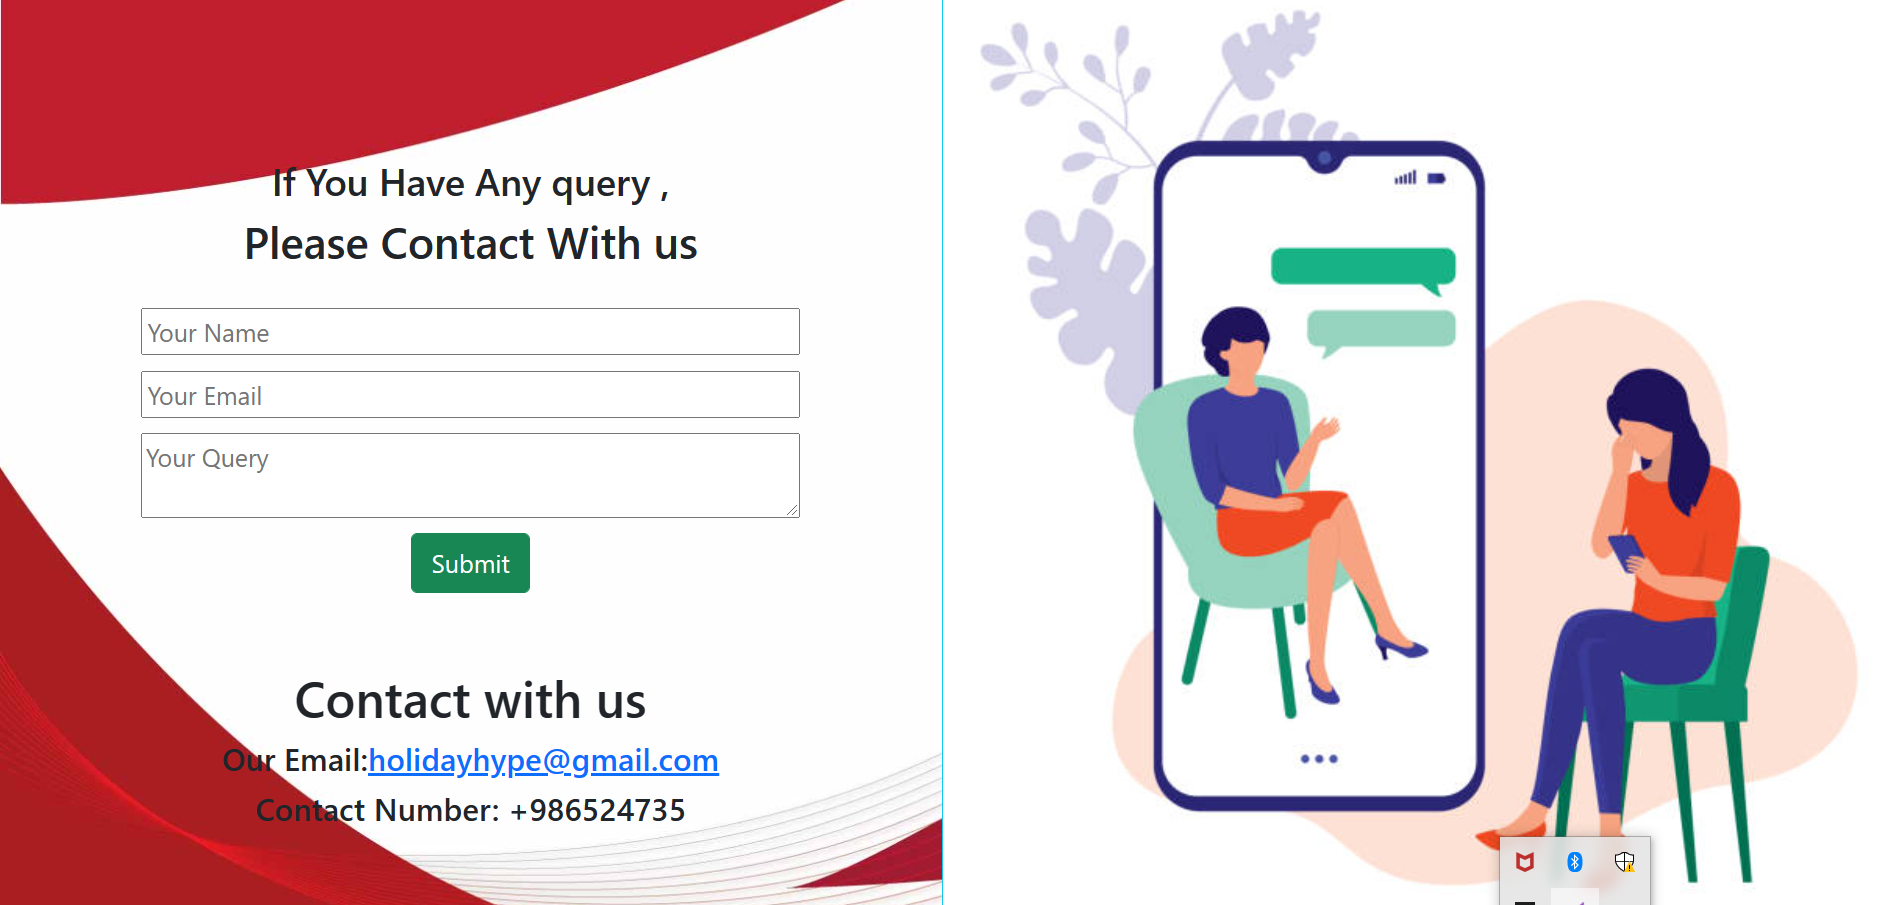 If You Have Any query ,
Please Contact With us
Your Name
Your Email
Your Query
Submit
Contact with us
Our Email:holidayhype@gmail.com
Contact Number: +986524735